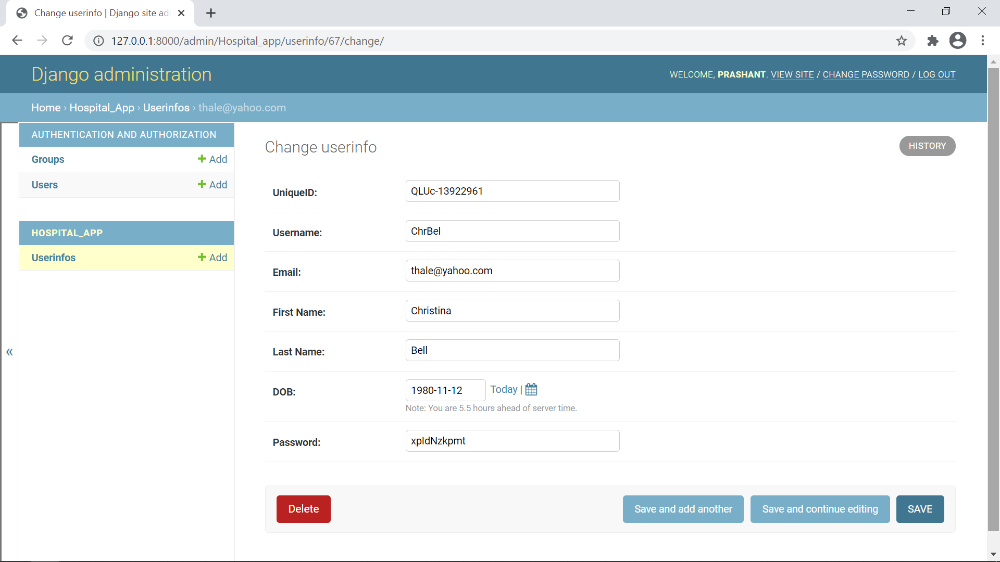 Change userinfo | Django site ad
127.0.0.1:8000/admin/Hospital_app/userinfo/67/change/
Django administration
WELCOME, PRASHANT. VIEW SITE / CHANGE PASSWORD / LOG OUT
Home › Hospital_App › Userinfos › thale@yahoo.com
AUTHENTICATION AND AUTHORIZATION
Groups + Add
Users + Add
HOSPITAL_APP
Userinfos + Add
«
Change userinfo
HISTORY
UniqueID: QLUc-13922961
Username: ChrBel
Email: thale@yahoo.com
First Name: Christina
Last Name: Bell
DOB: 1980-11-12 Today |
Note: You are 5.5 hours ahead of server time.
Password: xpIdNzkpmt
Delete
Save and add another
Save and continue editing
SAVE